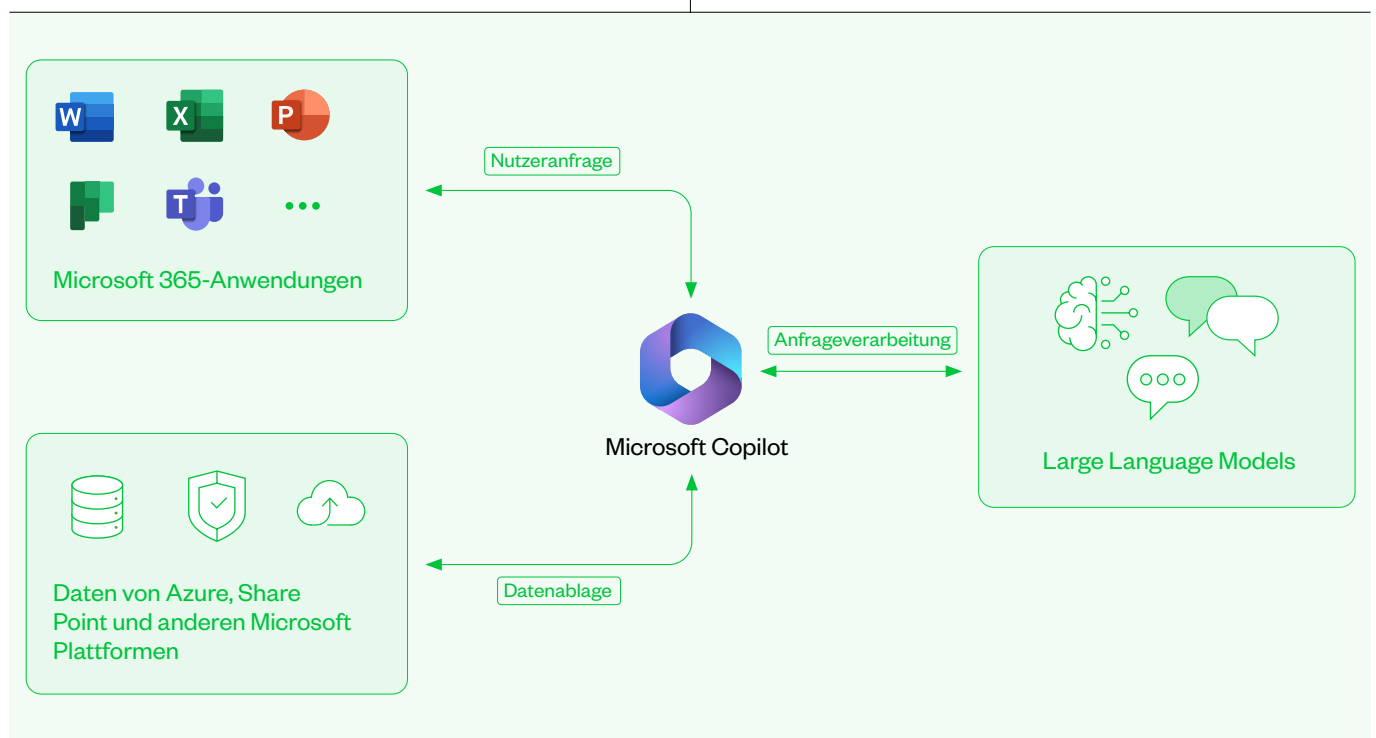 W
X
P
T
Microsoft 365-Anwendungen
Nutzeranfrage
Anfrageverarbeitung
Microsoft Copilot
Large Language Models
Datenablage
Daten von Azure, Share
Point und anderen Microsoft
Plattformen